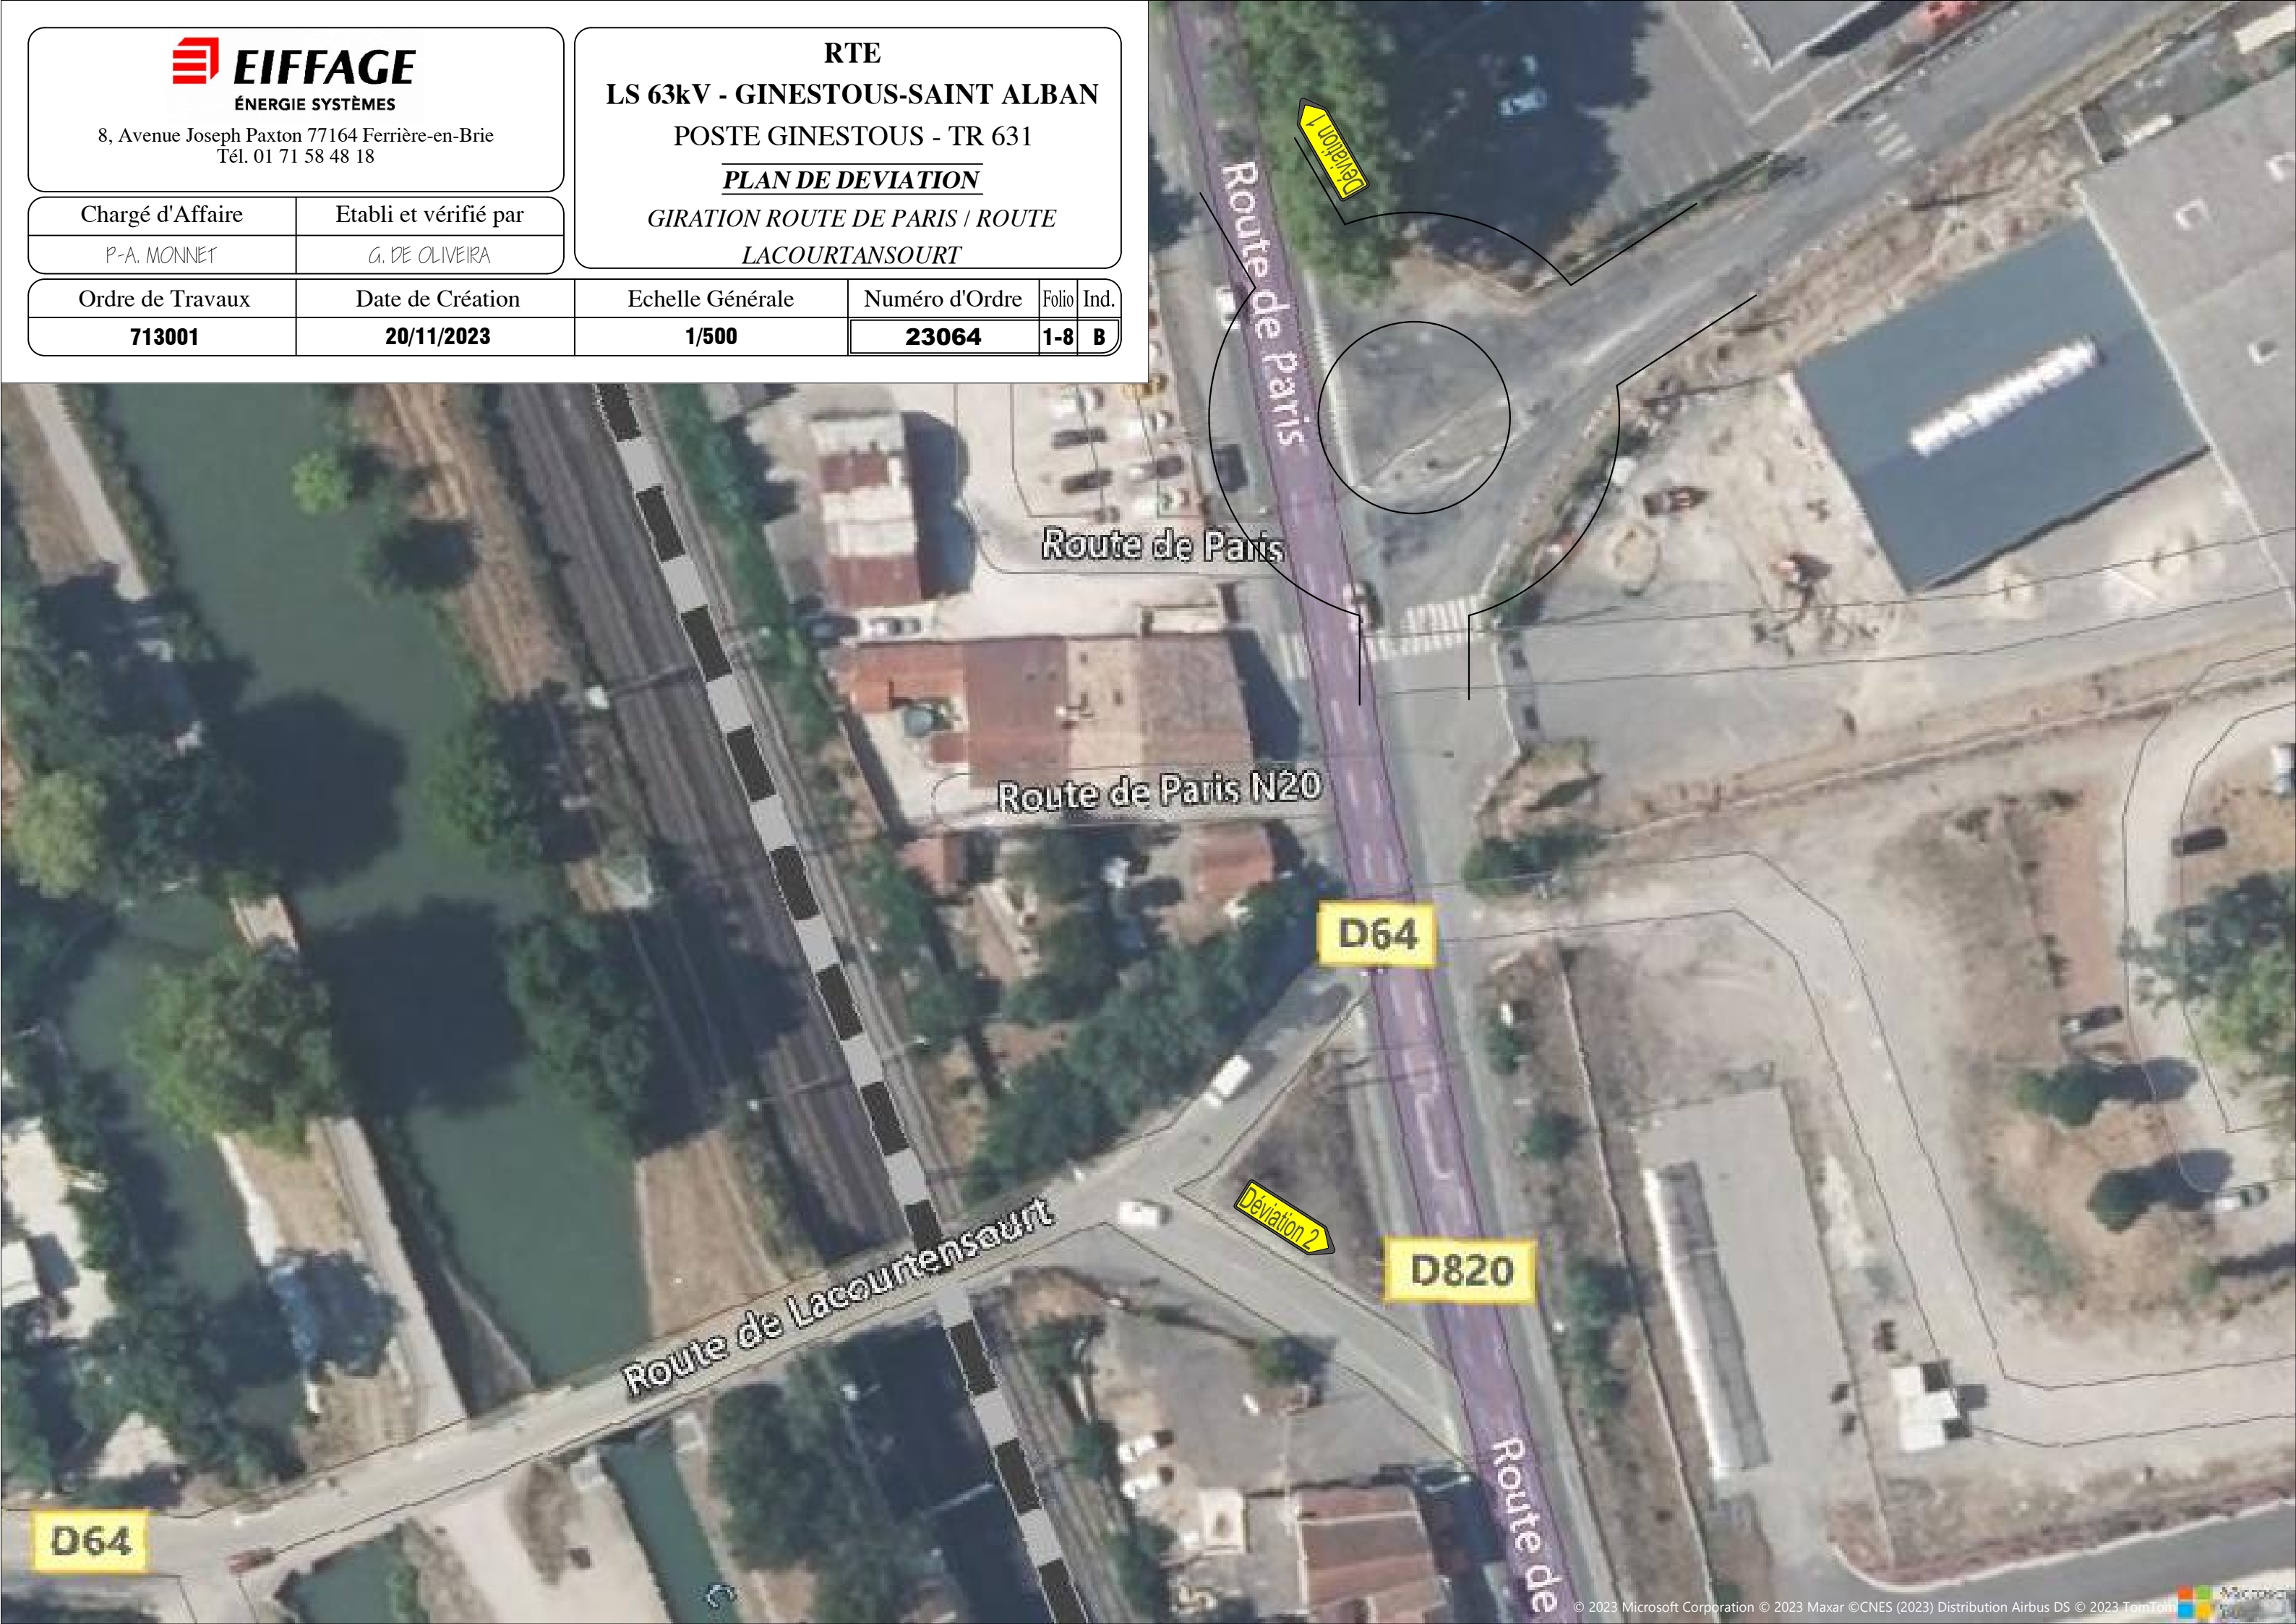 EIFFAGE
ÉNERGIE SYSTÈMES
8, Avenue Joseph Paxton 77164 Ferrière-en-Brie
Tél. 01 71 58 48 18
Chargé d'Affaire
Etabli et vérifié par
P-A. MONNET
G. DE OLIVEIRA
RTE
LS 63kV - GINESTOUS-SAINT ALBAN
POSTE GINESTOUS - TR 631
PLAN DE DEVIATION
GIRATION ROUTE DE PARIS / ROUTE
LACOURTANSOURT
Ordre de Travaux
Date de Création
Echelle Générale
Numéro d'Ordre
Folio
Ind.
713001
20/11/2023
1/500
23064
1-8
B
Déviation 1
Route de Paris
Route de Paris
Route de Paris N20
D64
Déviation 2
D820
Route de Lacourtensourt
Route de
D64
© 2023 Microsoft Corporation © 2023 Maxar ©CNES (2023) Distribution Airbus DS © 2023 TomTom